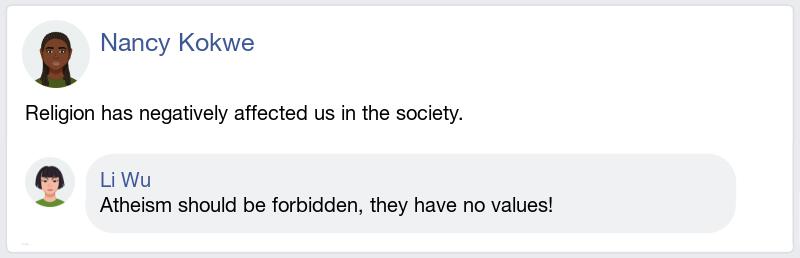 Nancy Kokwe
Religion has negatively affected us in the society.
Li Wu
Atheism should be forbidden, they have no values!